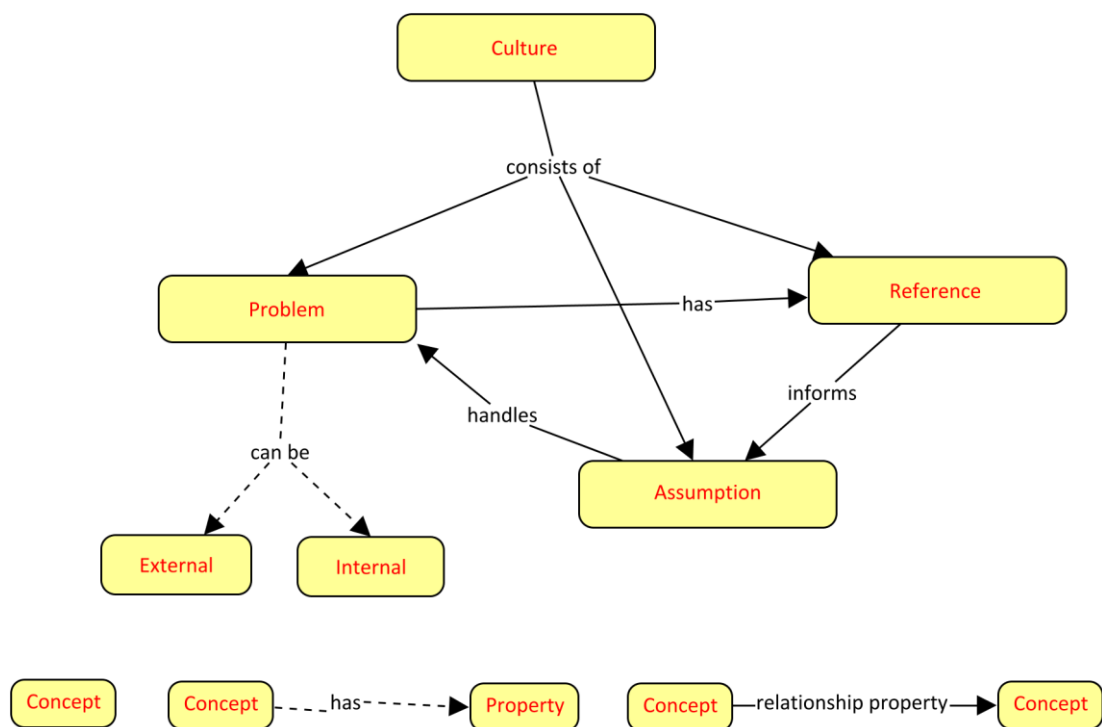 Culture
consists of
Problem
has
Reference
handles
informs
can be
Assumption
External
Internal
Concept
Concept
has
Property
Concept
relationship property
Concept